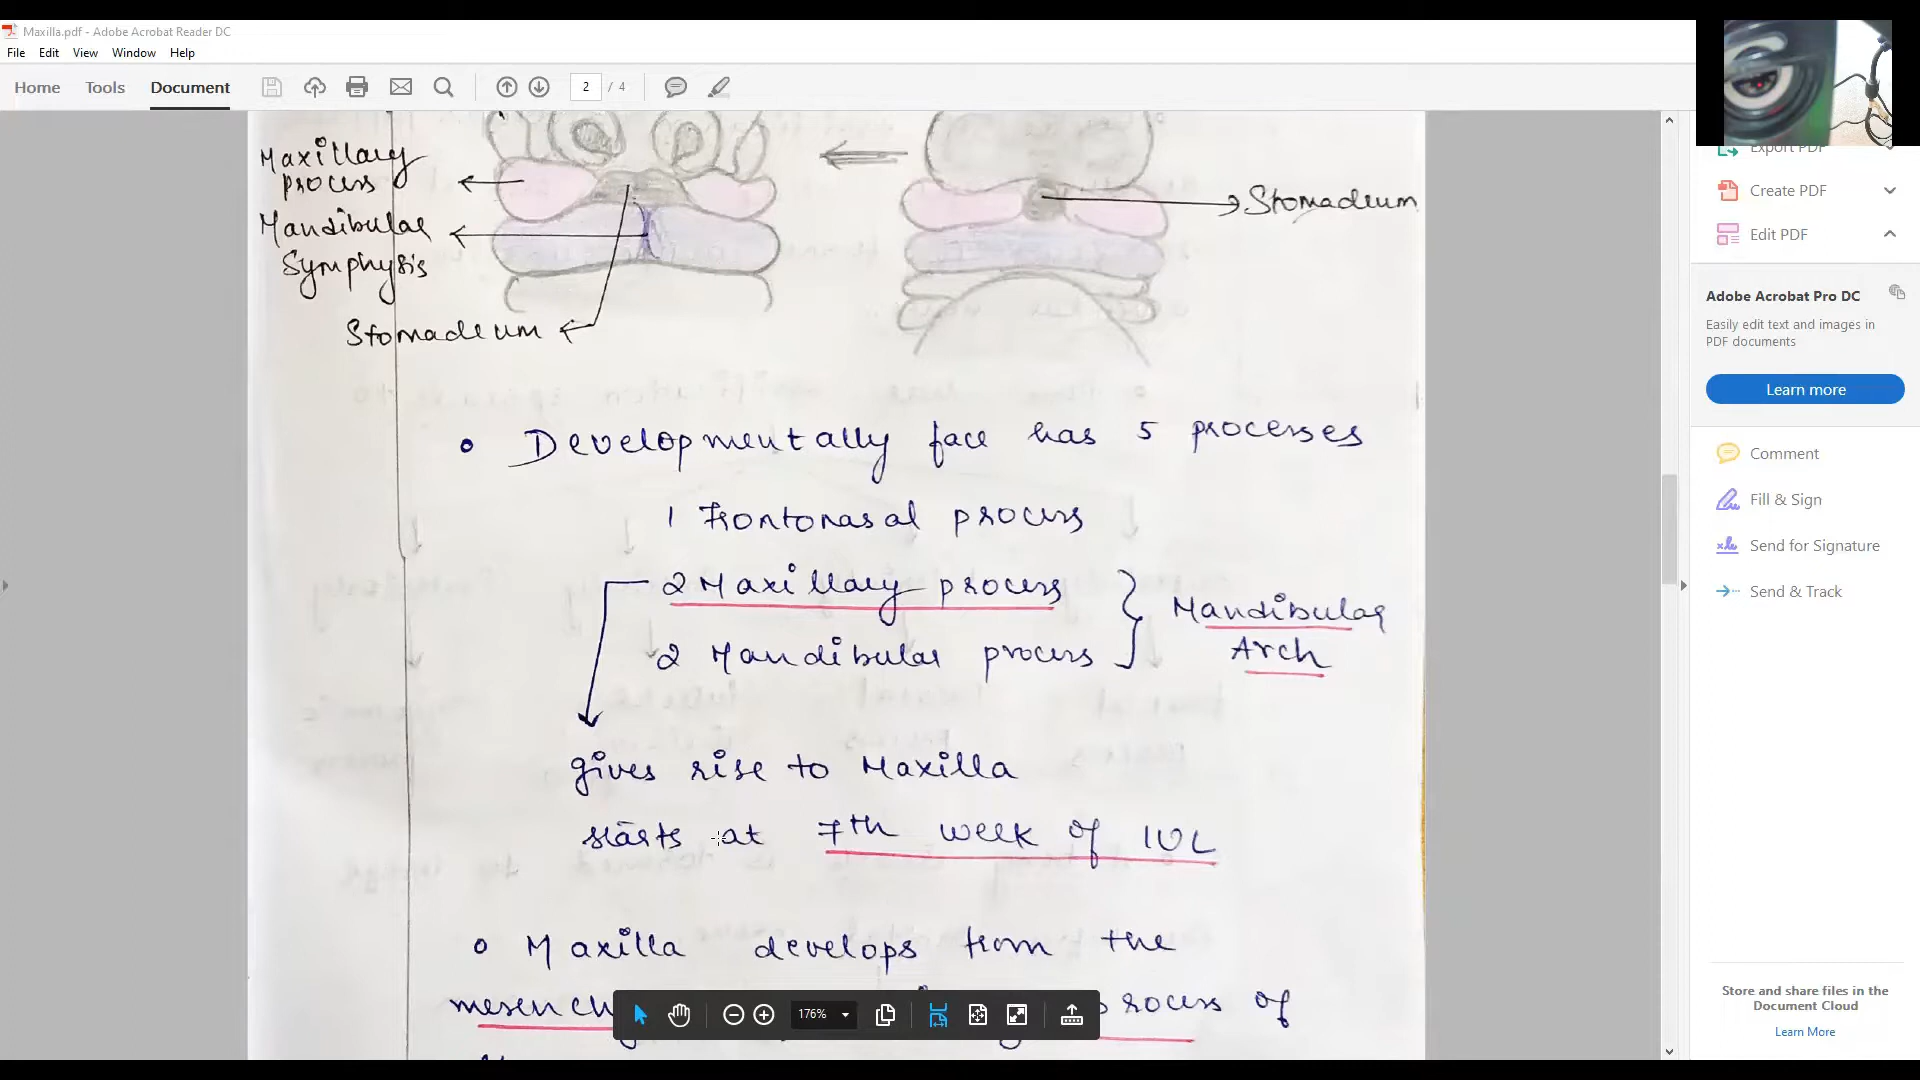 Maxilla.pdf - Adobe Acrobat Reader DC
File Edit View Window Help
Home Tools Document 2 / 4
Maxillary
process
Mandibular
Symphysis
Stomadeum
Stomadeum
• Developmentally face has 5 processes
1 Frontonasal process
2 Maxillary process
2 Mandibular process
Mandibular
Arch
gives rise to Maxilla
starts at 7th week of IUL
• Maxilla develops from the
process of
176%
Export PDF
Create PDF
Edit PDF
Adobe Acrobat Pro DC
Easily edit text and images in
PDF documents
Learn more
Comment
Fill & Sign
Send for Signature
Send & Track
Store and share files in the
Document Cloud
Learn More